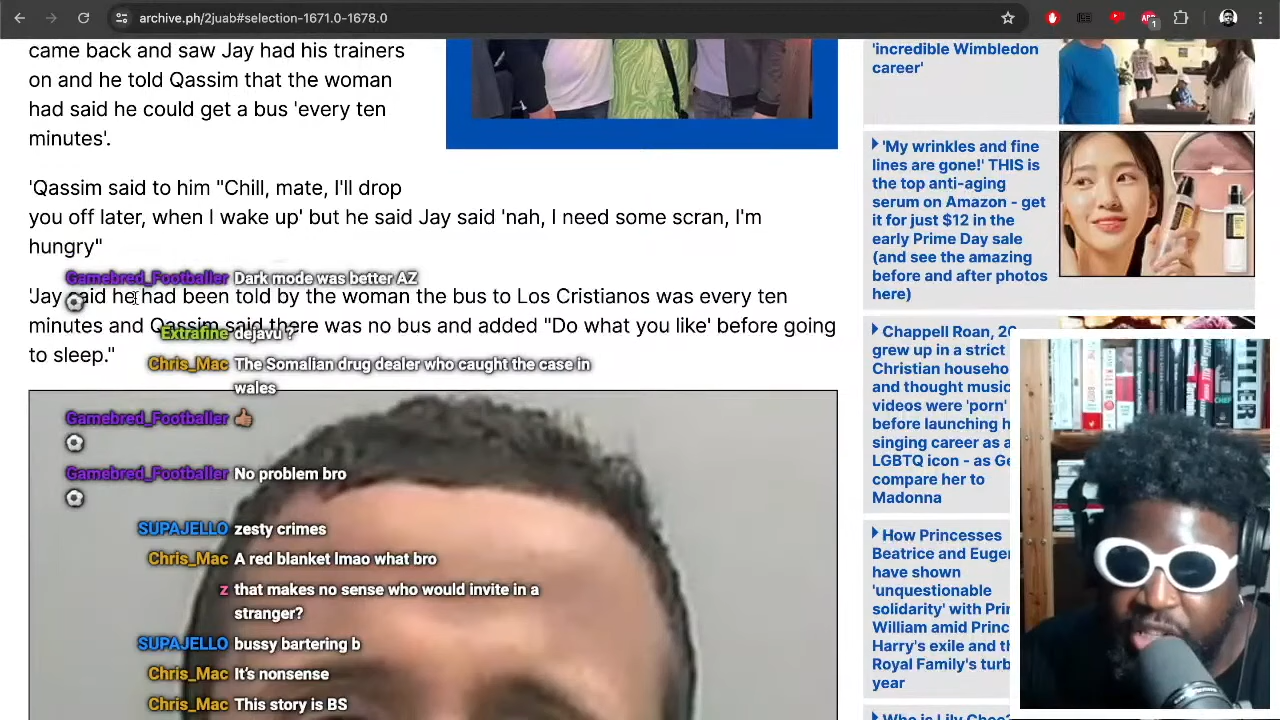 archive.ph/2juab#selection-1671.0-1678.0
came back and saw Jay had his trainers
on and he told Qassim that the woman
had said he could get a bus 'every ten
minutes'.
'Qassim said to him "Chill, mate, I'll drop
you off later, when I wake up' but he said Jay said 'nah, I need some scran, I'm
hungry"
'Jay said he had been told by the woman the bus to Los Cristianos was every ten
minutes and Qassim said there was no bus and added "Do what you like' before going
to sleep."
Gamebred_Footballer Dark mode was better AZ
Extrafine dejavu ?
Chris_Mac The Somalian drug dealer who caught the case in
wales
Gamebred_Footballer 👍🏾
Gamebred_Footballer No problem bro
SUPAJELLO zesty crimes
Chris_Mac A red blanket lmao what bro
z that makes no sense who would invite in a
stranger?
SUPAJELLO bussy bartering b
Chris_Mac It's nonsense
Chris_Mac This story is BS
'incredible Wimbledon
career'
'My wrinkles and fine
lines are gone!' THIS is
the top anti-aging
serum on Amazon - get
it for just $12 in the
early Prime Day sale
(and see the amazing
before and after photos
here)
Chappell Roan, 26
grew up in a strict
Christian househo
and thought music
videos were 'porn'
before launching h
singing career as a
LGBTQ icon - as Ge
compare her to
Madonna
How Princesses
Beatrice and Euger
have shown
'unquestionable
solidarity' with Prin
William amid Princ
Harry's exile and th
Royal Family's turb
year